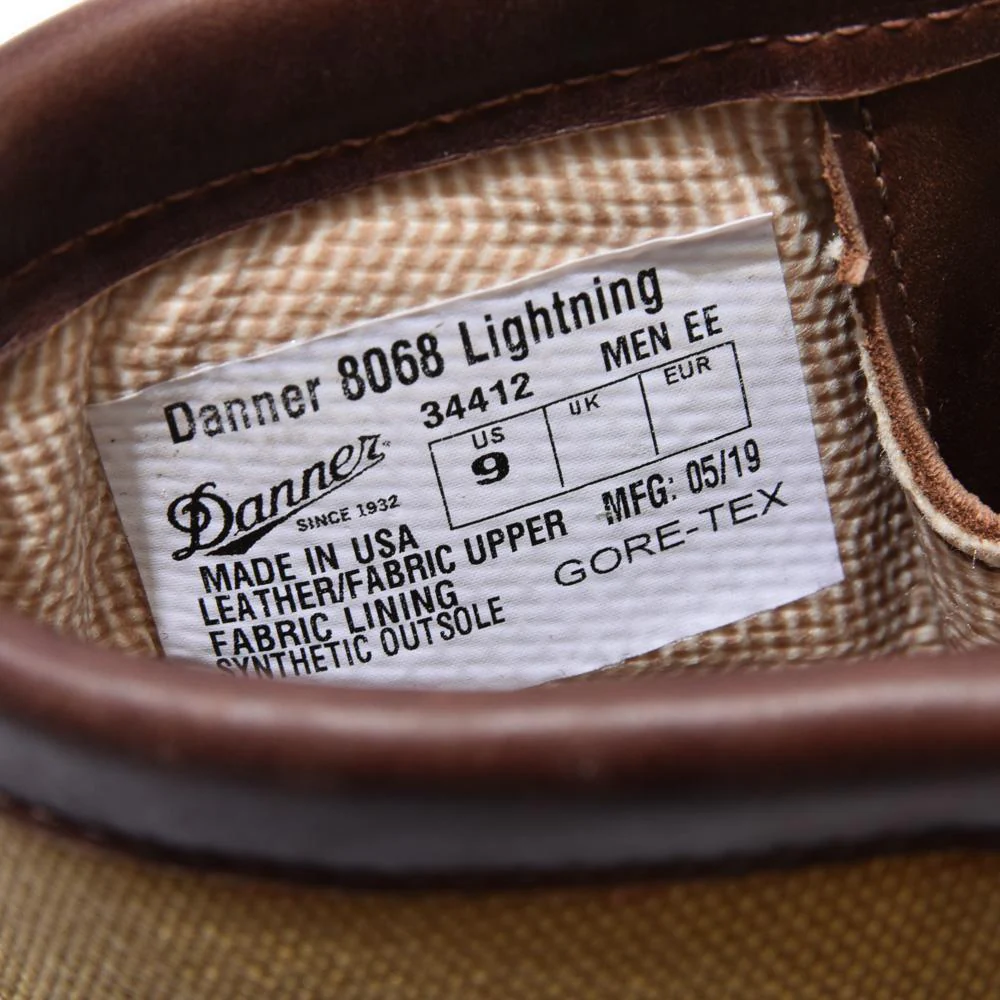 Danner 8068 Lightning
34412 MEN EE
Danner
SINCE 1932
US UK EUR
9
MADE IN USA MFG: 05/19
LEATHER/FABRIC UPPER
FABRIC LINING GORE-TEX
SYNTHETIC OUTSOLE